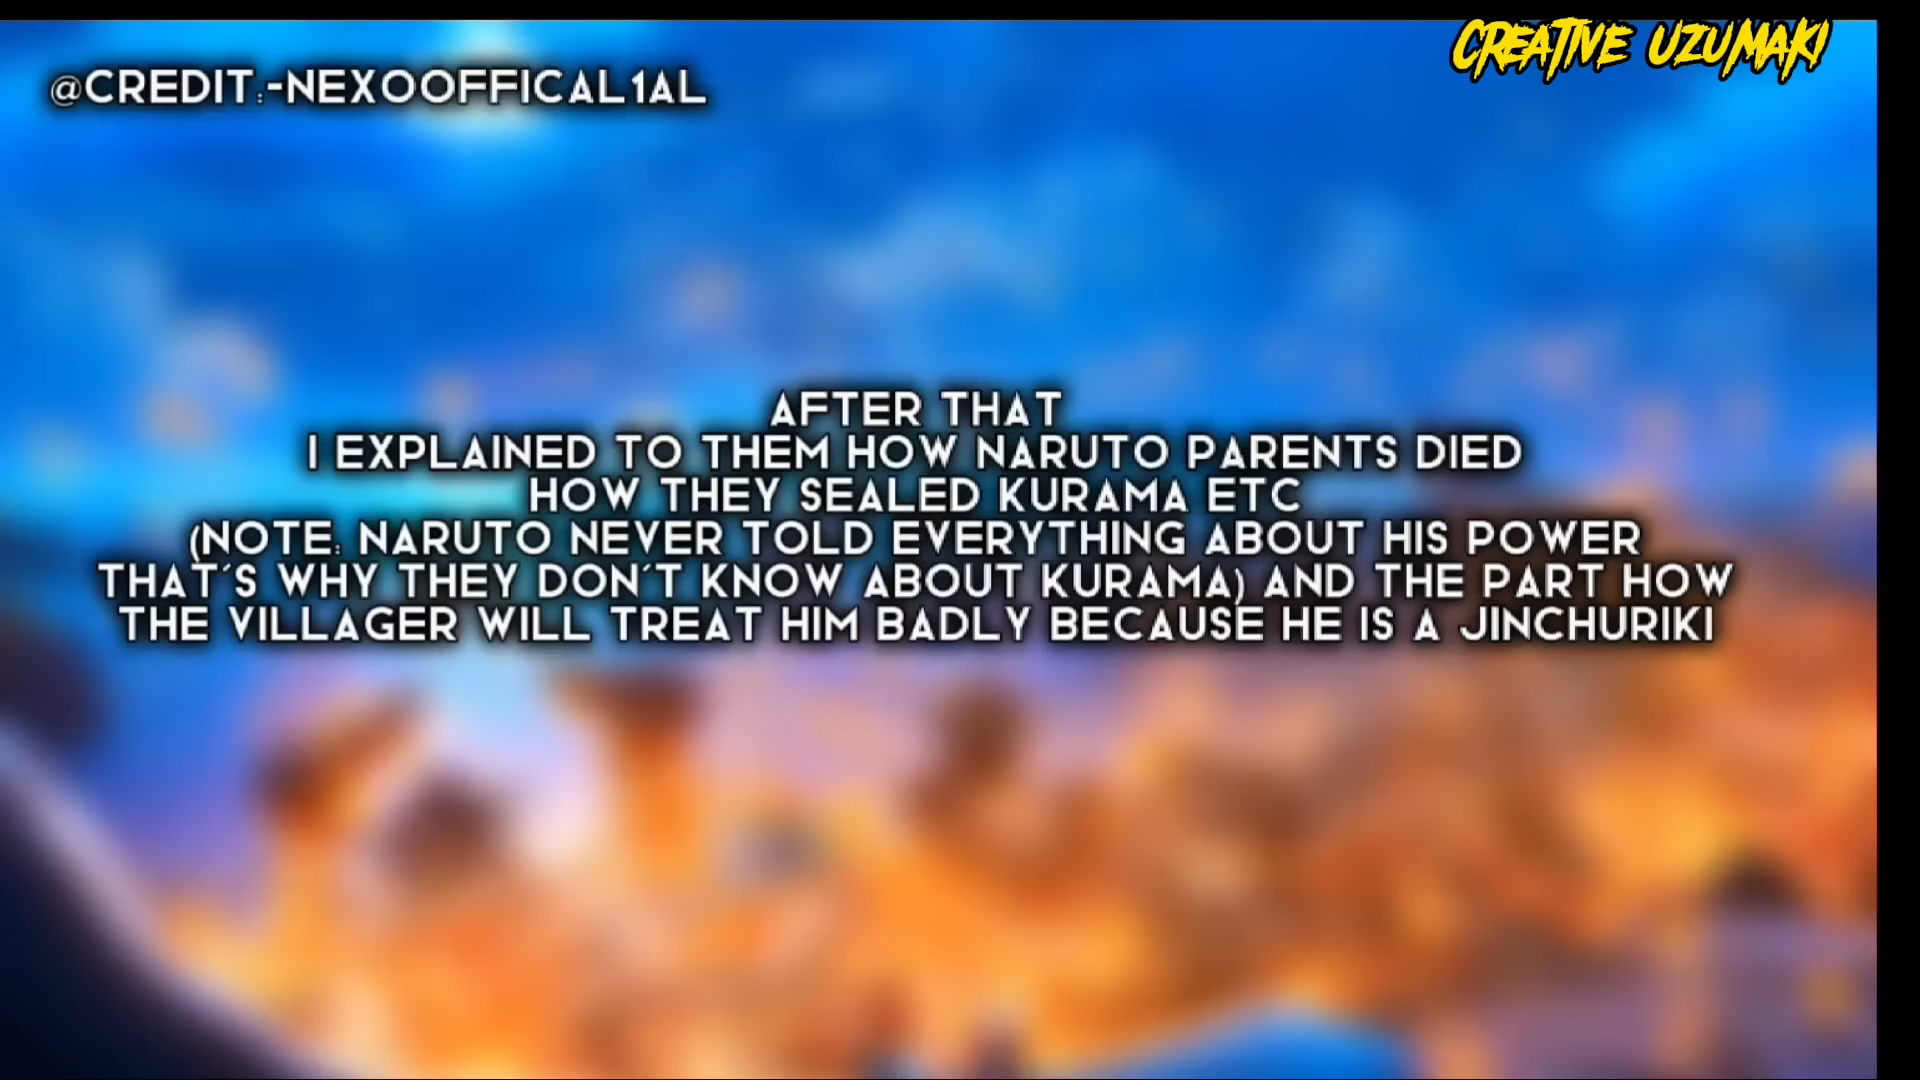 CREATIVE UZUMAKI
@CREDIT:-NEXOOFFICAL1AL
AFTER THAT
I EXPLAINED TO THEM HOW NARUTO PARENTS DIED
HOW THEY SEALED KURAMA ETC
(NOTE: NARUTO NEVER TOLD EVERYTHING ABOUT HIS POWER
THAT'S WHY THEY DON'T KNOW ABOUT KURAMA) AND THE PART HOW
THE VILLAGER WILL TREAT HIM BADLY BECAUSE HE IS A JINCHURIKI